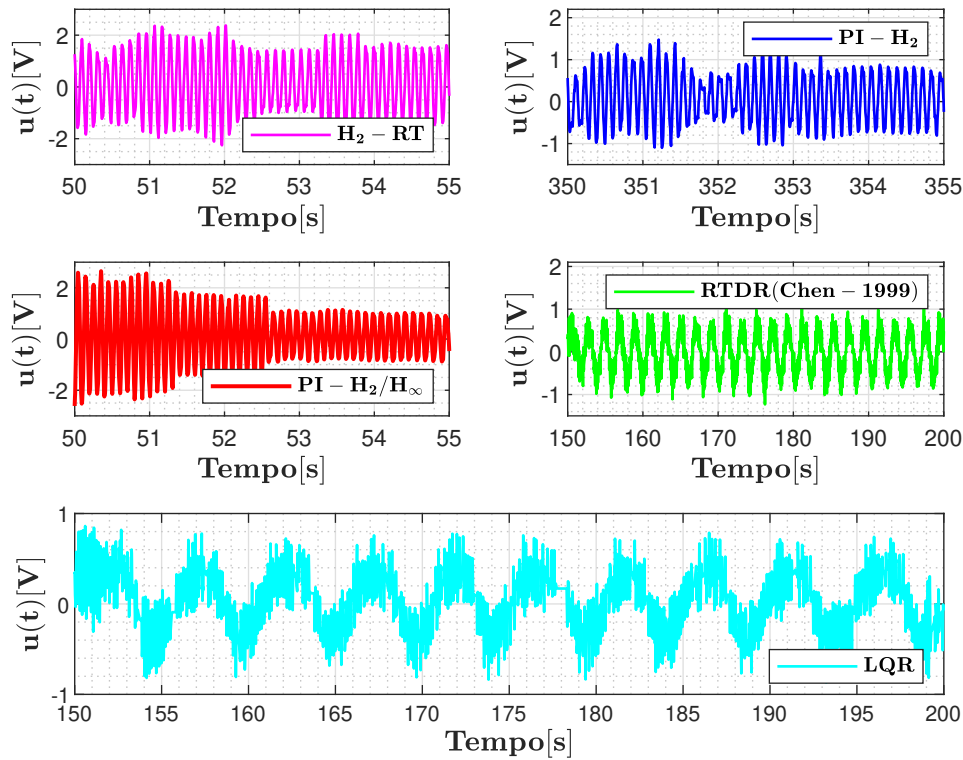 2
0
-2
u(t)[V]
H₂ − RT
50 51 52 53 54 55
Tempo[s]
2
1
0
-1
u(t)[V]
PI − H₂
350 351 352 353 354 355
Tempo[s]
2
0
-2
u(t)[V]
PI − H₂/H∞
50 51 52 53 54 55
Tempo[s]
2
1
0
-1
u(t)[V]
RTDR(Chen − 1999)
150 160 170 180 190 200
Tempo[s]
1
0
-1
u(t)[V]
LQR
150 155 160 165 170 175 180 185 190 195 200
Tempo[s]